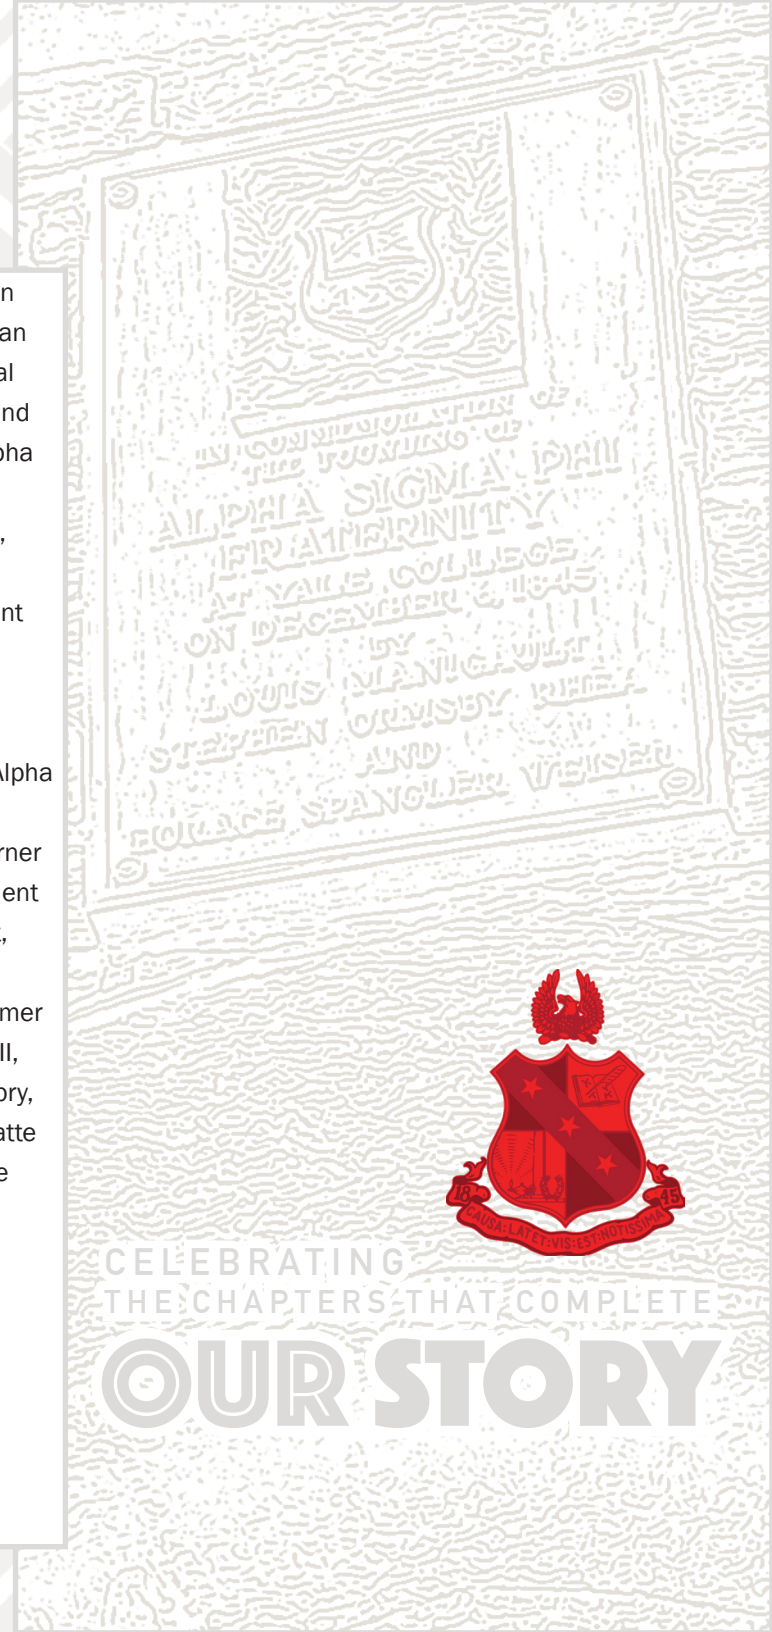 n
an
al
nd
pha
,
nt
Alpha
rner
ent
,
mer
ll,
ory,
atte
e
IN COMMEMORATION OF
THE FOUNDING OF
ALPHA SIGMA PHI
FRATERNITY
AT YALE COLLEGE
ON DECEMBER 6, 1845
BY
LOUIS MANIGAULT
STEPHEN ORMSBY RHEA
AND
HORACE SPANGLER WEISER
18 45
CAUSA:LATET:VIS:EST:NOTISSIMA
CELEBRATING
THE CHAPTERS THAT COMPLETE
OUR STORY